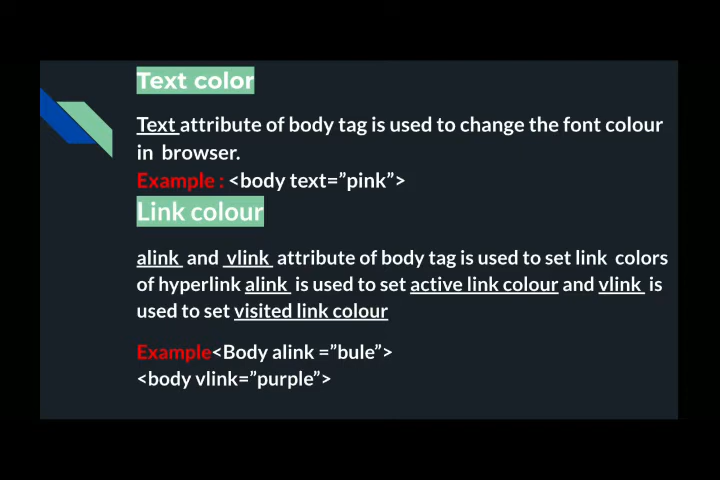 Text color
Text attribute of body tag is used to change the font colour
in browser.
Example : <body text=”pink”>
Link colour
alink and vlink attribute of body tag is used to set link colors
of hyperlink alink is used to set active link colour and vlink is
used to set visited link colour
Example<Body alink =”bule”>
<body vlink=”purple”>